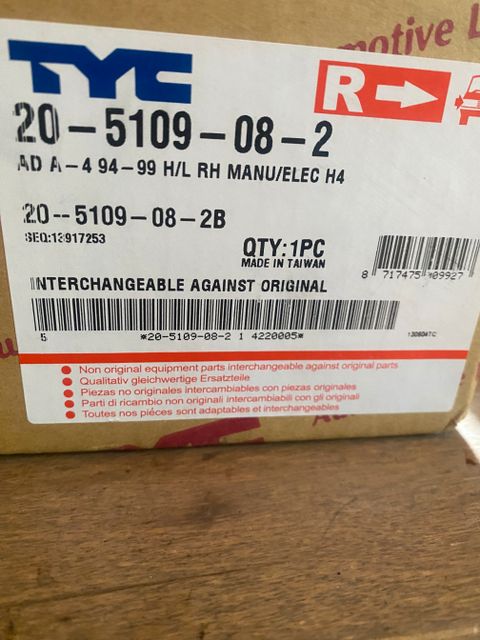 TYC
motive L
R
20-5109-08-2
AD A-4 94-99 H/L RH MANU/ELEC H4
20--5109-08-2B
SEQ:13917253
QTY:1PC
MADE IN TAIWAN
8 717475 09927
INTERCHANGEABLE AGAINST ORIGINAL
5 *20-5109-08-2 1 4220005*
Non original equipment parts interchangeable against original parts
Qualitativ gleichwertige Ersatzteile
Piezas no originales intercambiables con piezas originales
Parti di ricambio non originali intercambiabili con gli originali
Toutes nos piéces sont adaptables et interchangeables